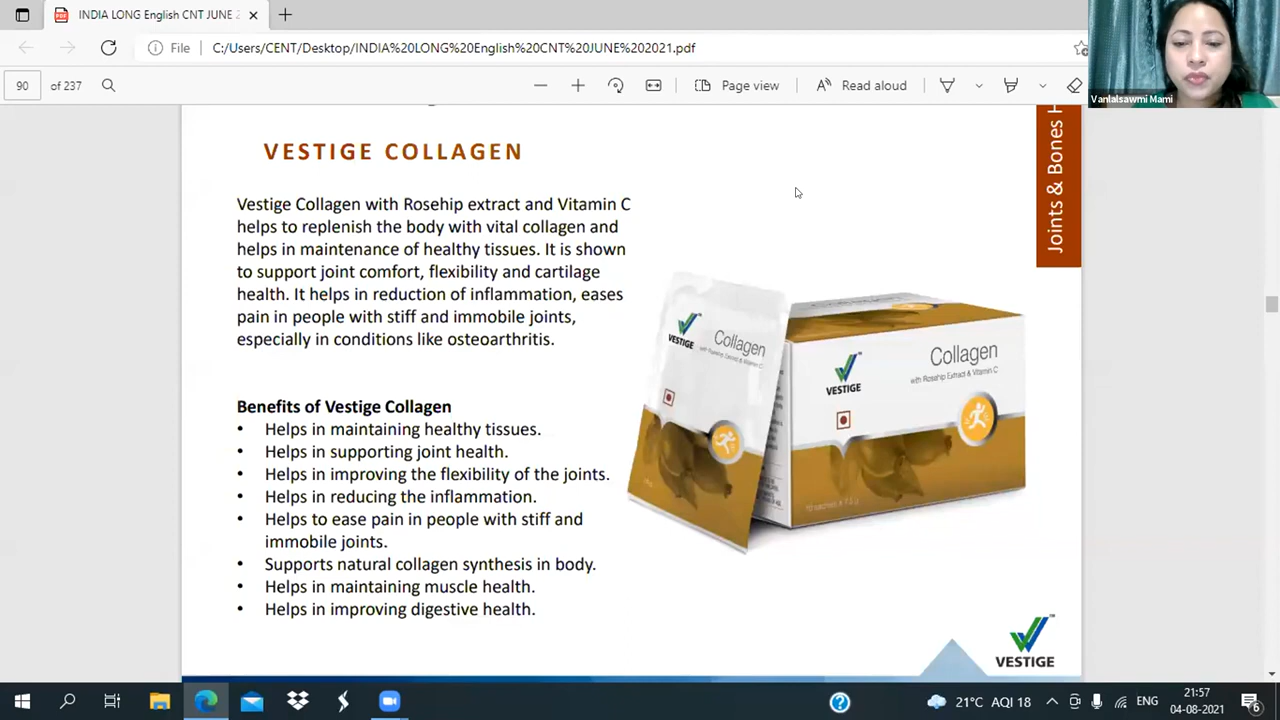 INDIA LONG English CNT JUNE 2
File
C:/Users/CENT/Desktop/INDIA%20LONG%20English%20CNT%20JUNE%202021.pdf
90 of 237
Page view
Read aloud
Vanlalsawmi Mami
VESTIGE COLLAGEN
Joints & Bones H
Vestige Collagen with Rosehip extract and Vitamin C
helps to replenish the body with vital collagen and
helps in maintenance of healthy tissues. It is shown
to support joint comfort, flexibility and cartilage
health. It helps in reduction of inflammation, eases
pain in people with stiff and immobile joints,
especially in conditions like osteoarthritis.
Benefits of Vestige Collagen
• Helps in maintaining healthy tissues.
• Helps in supporting joint health.
• Helps in improving the flexibility of the joints.
• Helps in reducing the inflammation.
• Helps to ease pain in people with stiff and
immobile joints.
• Supports natural collagen synthesis in body.
• Helps in maintaining muscle health.
• Helps in improving digestive health.
VESTIGE
Collagen
with Rosehip Extract & Vitamin C
VESTIGE
Collagen
with Rosehip Extract & Vitamin C
VESTIGE
21°C AQI 18
ENG
21:57
04-08-2021
6